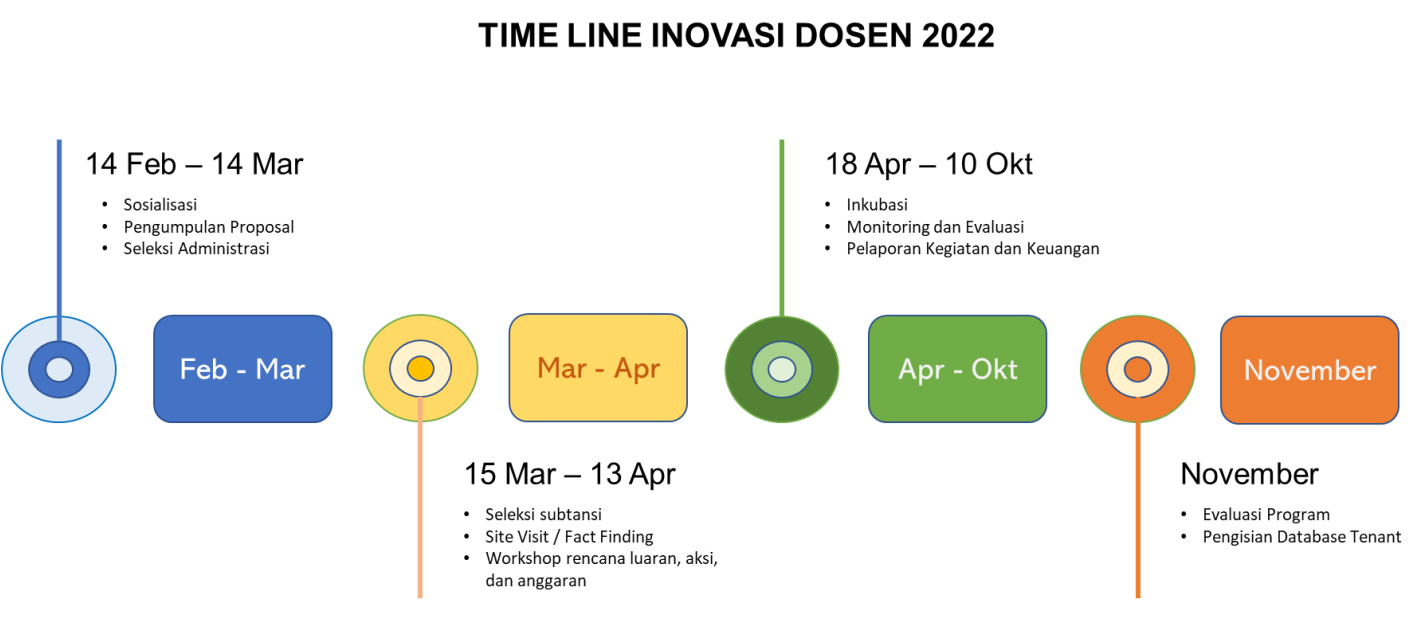 TIME LINE INOVASI DOSEN 2022
14 Feb – 14 Mar
• Sosialisasi
• Pengumpulan Proposal
• Seleksi Administrasi
18 Apr – 10 Okt
• Inkubasi
• Monitoring dan Evaluasi
• Pelaporan Kegiatan dan Keuangan
Feb - Mar
Mar - Apr
Apr - Okt
November
15 Mar – 13 Apr
• Seleksi subtansi
• Site Visit / Fact Finding
• Workshop rencana luaran, aksi,
dan anggaran
November
• Evaluasi Program
• Pengisian Database Tenant